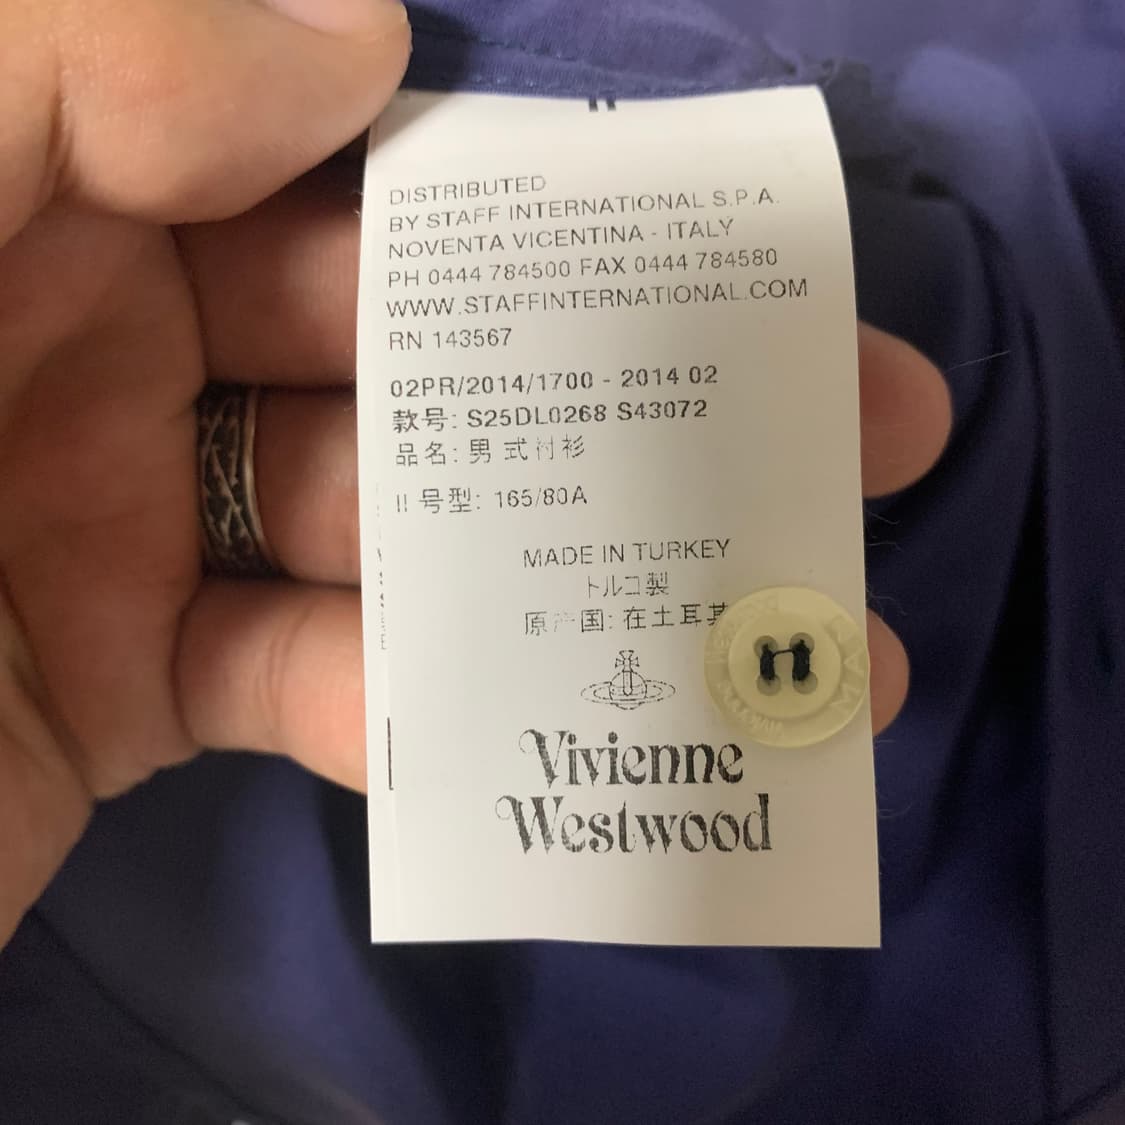 DISTRIBUTED
BY STAFF INTERNATIONAL S.P.A.
NOVENTA VICENTINA - ITALY
PH 0444 784500 FAX 0444 784580
WWW.STAFFINTERNATIONAL.COM
RN 143567
02PR/2014/1700 - 2014 02
款号: S25DL0268 S43072
品名: 男式衬衫
II 号型: 165/80A
MADE IN TURKEY
トルコ製
原产国: 在土耳其
Vivienne
Westwood